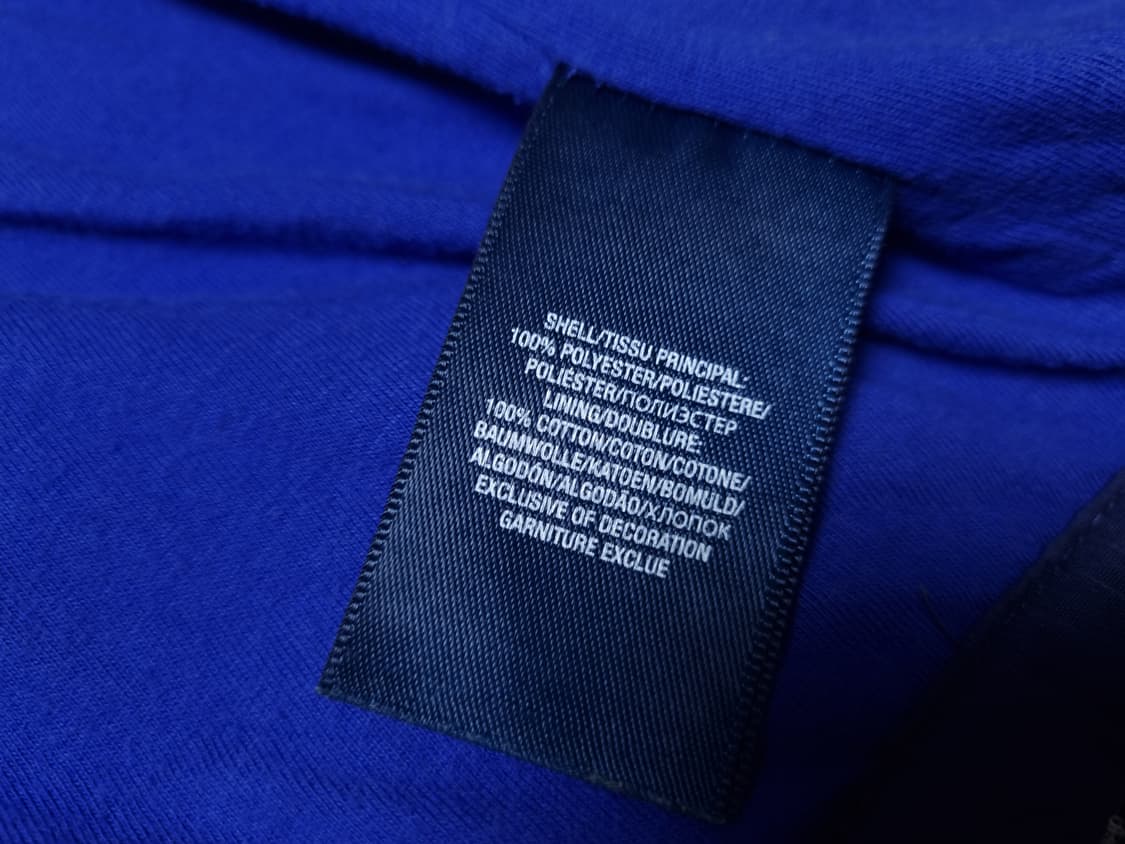 SHELL/TISSU PRINCIPAL-
100% POLYESTER/POLIESTERE/
POLIÉSTER/ПОЛИЭСТЕР
LINING/DOUBLURE:
100% COTTON/COTON/COTONE/
BAUMWOLLE/KATOEN/BOMULD/
ALGODÓN/ALGODÃO/ХЛОПОК
EXCLUSIVE OF DECORATION
GARNITURE EXCLUE